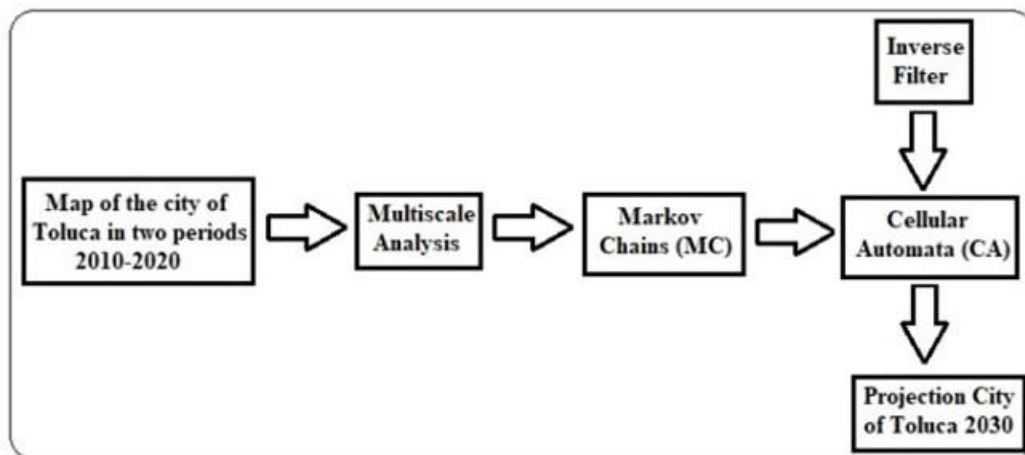 Inverse
Filter
Map of the city of
Toluca in two periods
2010-2020
Multiscale
Analysis
Markov
Chains (MC)
Cellular
Automata (CA)
Projection City
of Toluca 2030